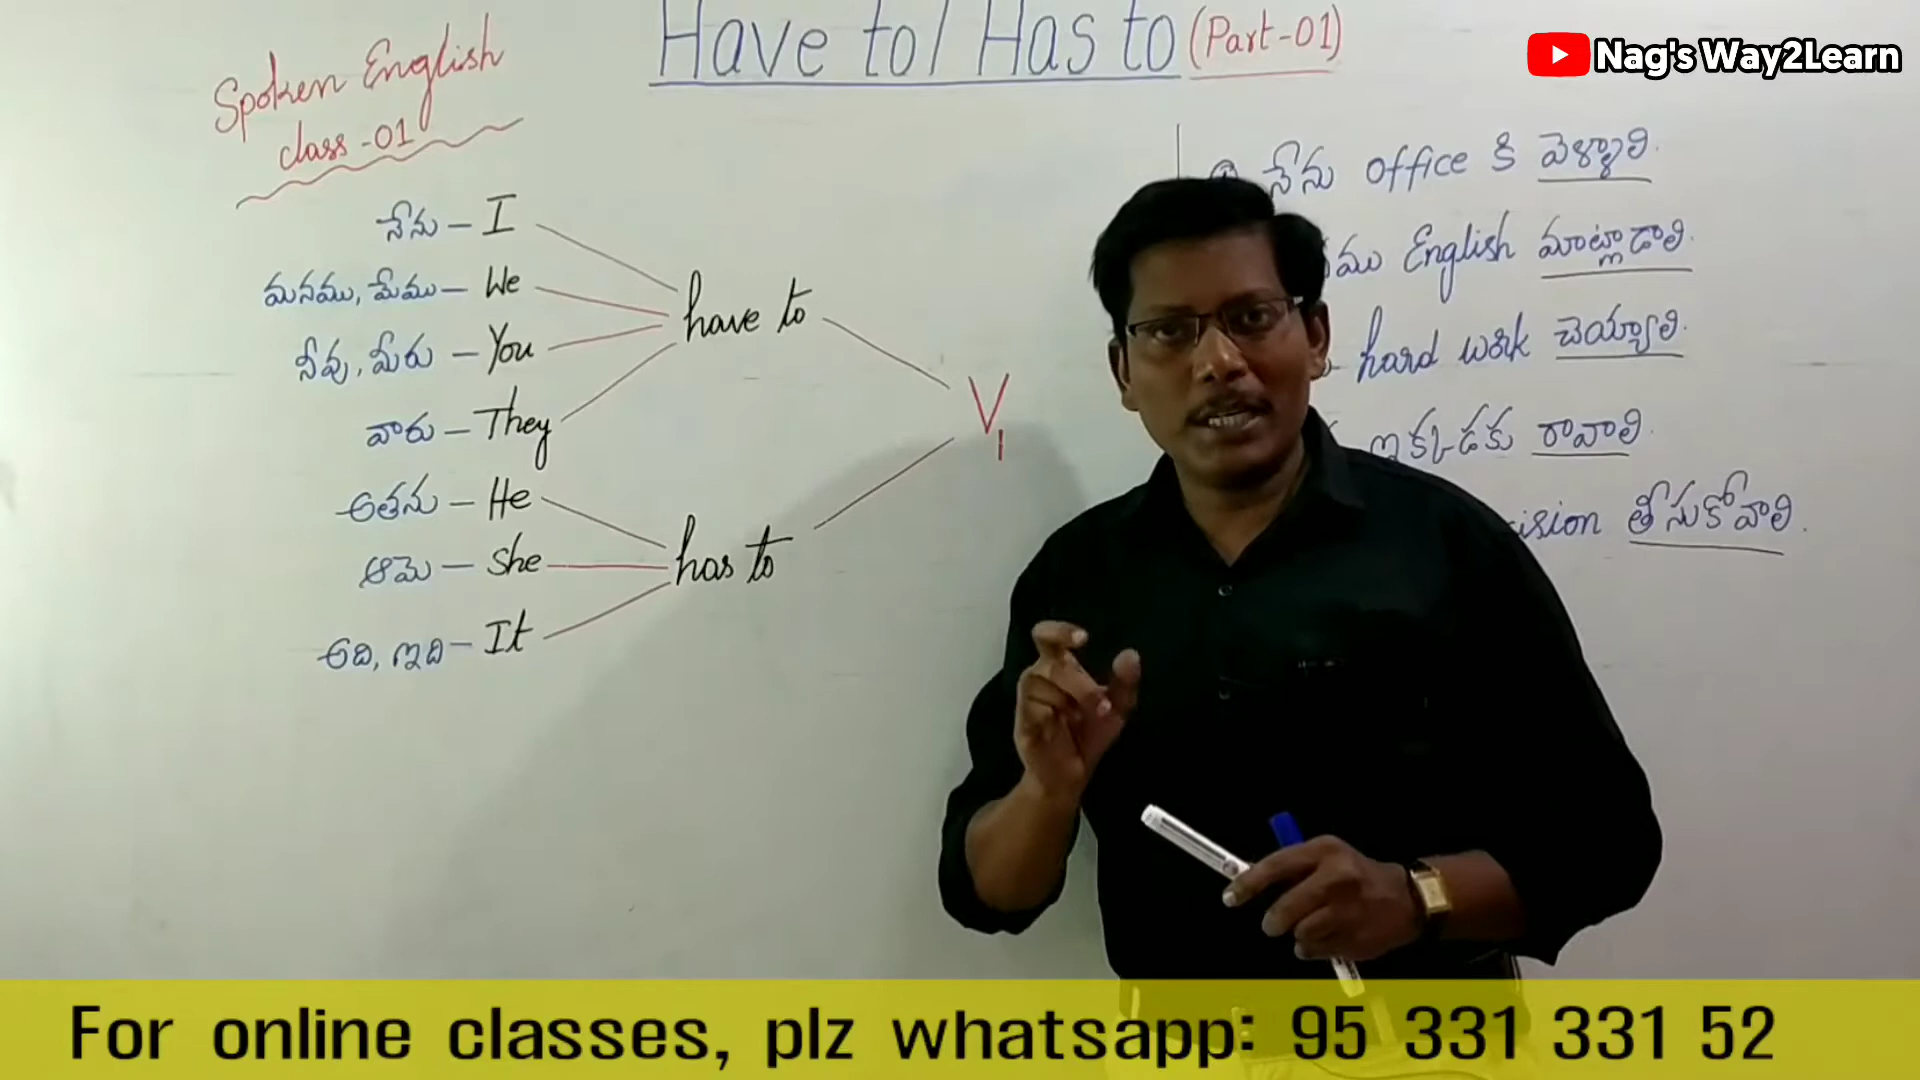 Have to / Has to (Part-01)
Nag's Way2Learn
Spoken English
class -01
నేను – I
మనము, మేము – We
నీవు, మీరు – You
వారు – They
అతను – He
ఆమె – She
అది, ఇది – It
have to
has to
V1
నేను office కి వెళ్ళాలి.
English మాట్లాడాలి.
hard work చెయ్యాలి.
ఇక్కడకు రావాలి.
తీసుకోవాలి.
For online classes, plz whatsapp: 95 331 331 52